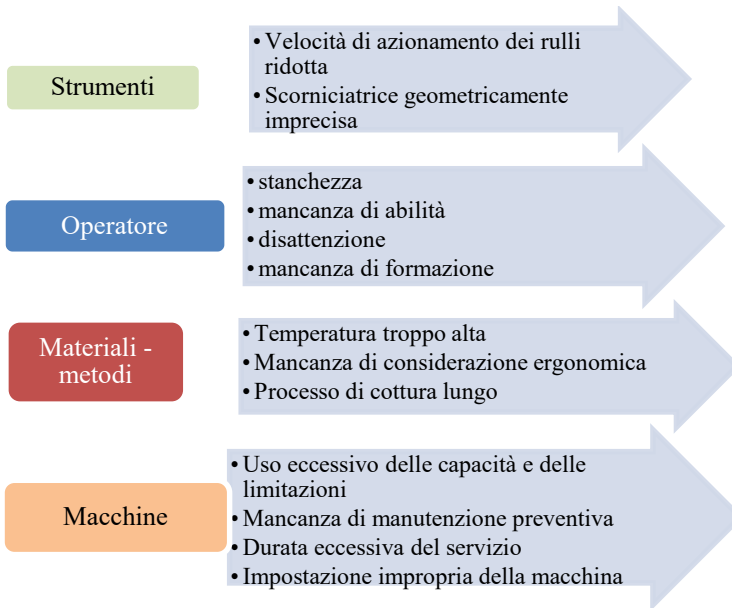 Strumenti
• Velocità di azionamento dei rulli
ridotta
• Scorniciatrice geometricamente
imprecisa
Operatore
• stanchezza
• mancanza di abilità
• disattenzione
• mancanza di formazione
Materiali -
metodi
• Temperatura troppo alta
• Mancanza di considerazione ergonomica
• Processo di cottura lungo
Macchine
• Uso eccessivo delle capacità e delle
limitazioni
• Mancanza di manutenzione preventiva
• Durata eccessiva del servizio
• Impostazione impropria della macchina